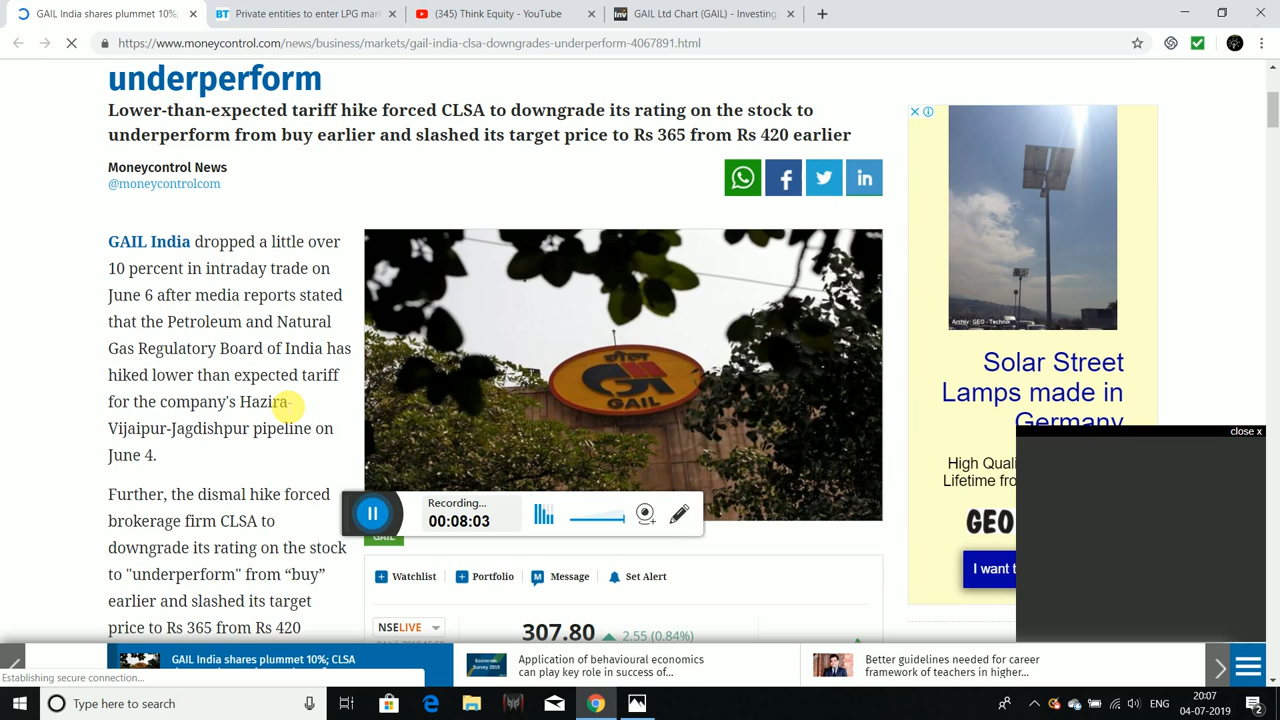 GAIL India shares plummet 10%;
Private entities to enter LPG mar
(345) Think Equity - YouTube
GAIL Ltd Chart (GAIL) - Investing.
https://www.moneycontrol.com/news/business/markets/gail-india-clsa-downgrades-underperform-4067891.html
underperform
Lower-than-expected tariff hike forced CLSA to downgrade its rating on the stock to
underperform from buy earlier and slashed its target price to Rs 365 from Rs 420 earlier
Moneycontrol News
@moneycontrolcom
GAIL India dropped a little over
10 percent in intraday trade on
June 6 after media reports stated
that the Petroleum and Natural
Gas Regulatory Board of India has
hiked lower than expected tariff
for the company's Hazira-
Vijaipur-Jagdishpur pipeline on
June 4.
Further, the dismal hike forced
brokerage firm CLSA to
downgrade its rating on the stock
to "underperform" from “buy”
earlier and slashed its target
price to Rs 365 from Rs 420
गेल
GAIL
GAIL
Recording...
00:08:03
Watchlist
Portfolio
Message
Set Alert
NSELIVE
307.80
2.55 (0.84%)
Archiv: GEO - Technik
Solar Street
Lamps made in
Germany
High Quali
Lifetime fro
GEO
I want t
close x
GAIL India shares plummet 10%; CLSA
Application of behavioural economics
can play key role in success of...
Better guidelines needed for career
framework of teachers in higher...
Establishing secure connection...
Type here to search
ENG
20:07
04-07-2019
2